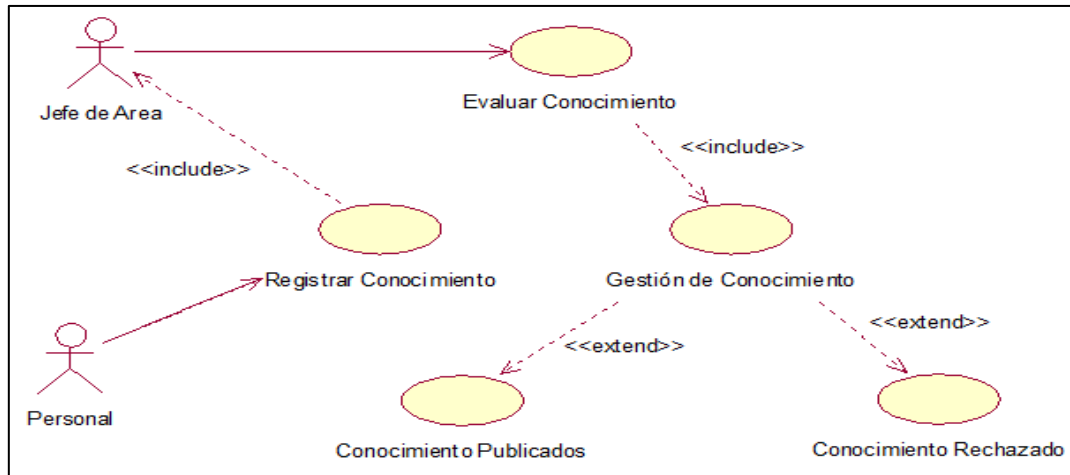 Jefe de Area
Evaluar Conocimiento
<<include>>
<<include>>
Registrar Conocimiento
Gestión de Conocimiento
<<extend>>
<<extend>>
Personal
Conocimiento Publicados
Conocimiento Rechazado